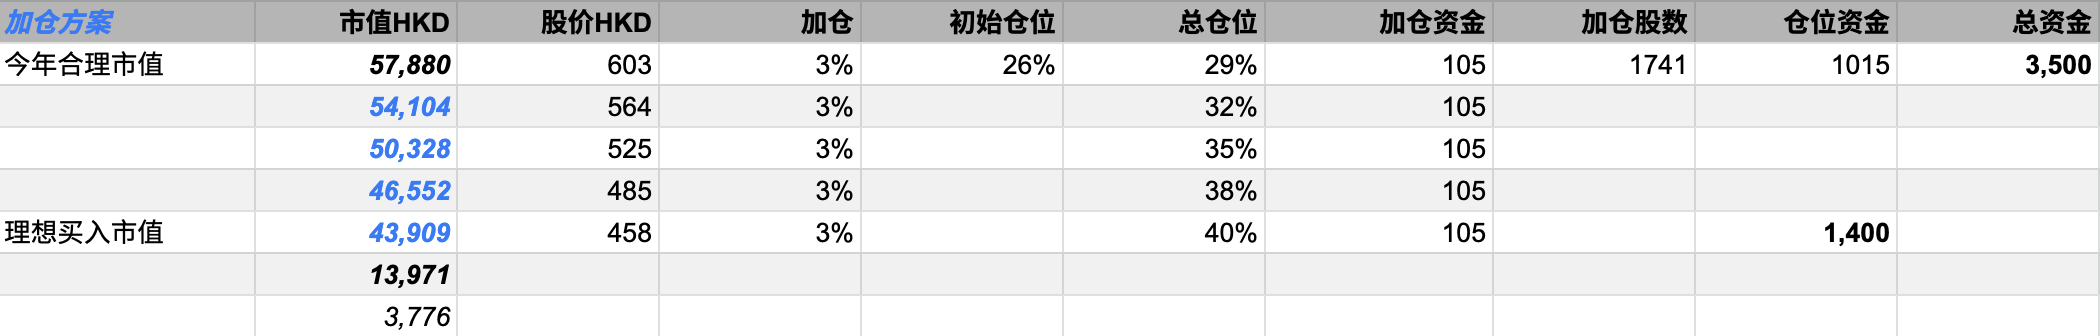 加仓方案 市值HKD 股价HKD 加仓 初始仓位 总仓位 加仓资金 加仓股数 仓位资金 总资金
今年合理市值 57,880 603 3% 26% 29% 105 1741 1015 3,500
54,104 564 3% 32% 105
50,328 525 3% 35% 105
46,552 485 3% 38% 105
理想买入市值 43,909 458 3% 40% 105 1,400
13,971
3,776